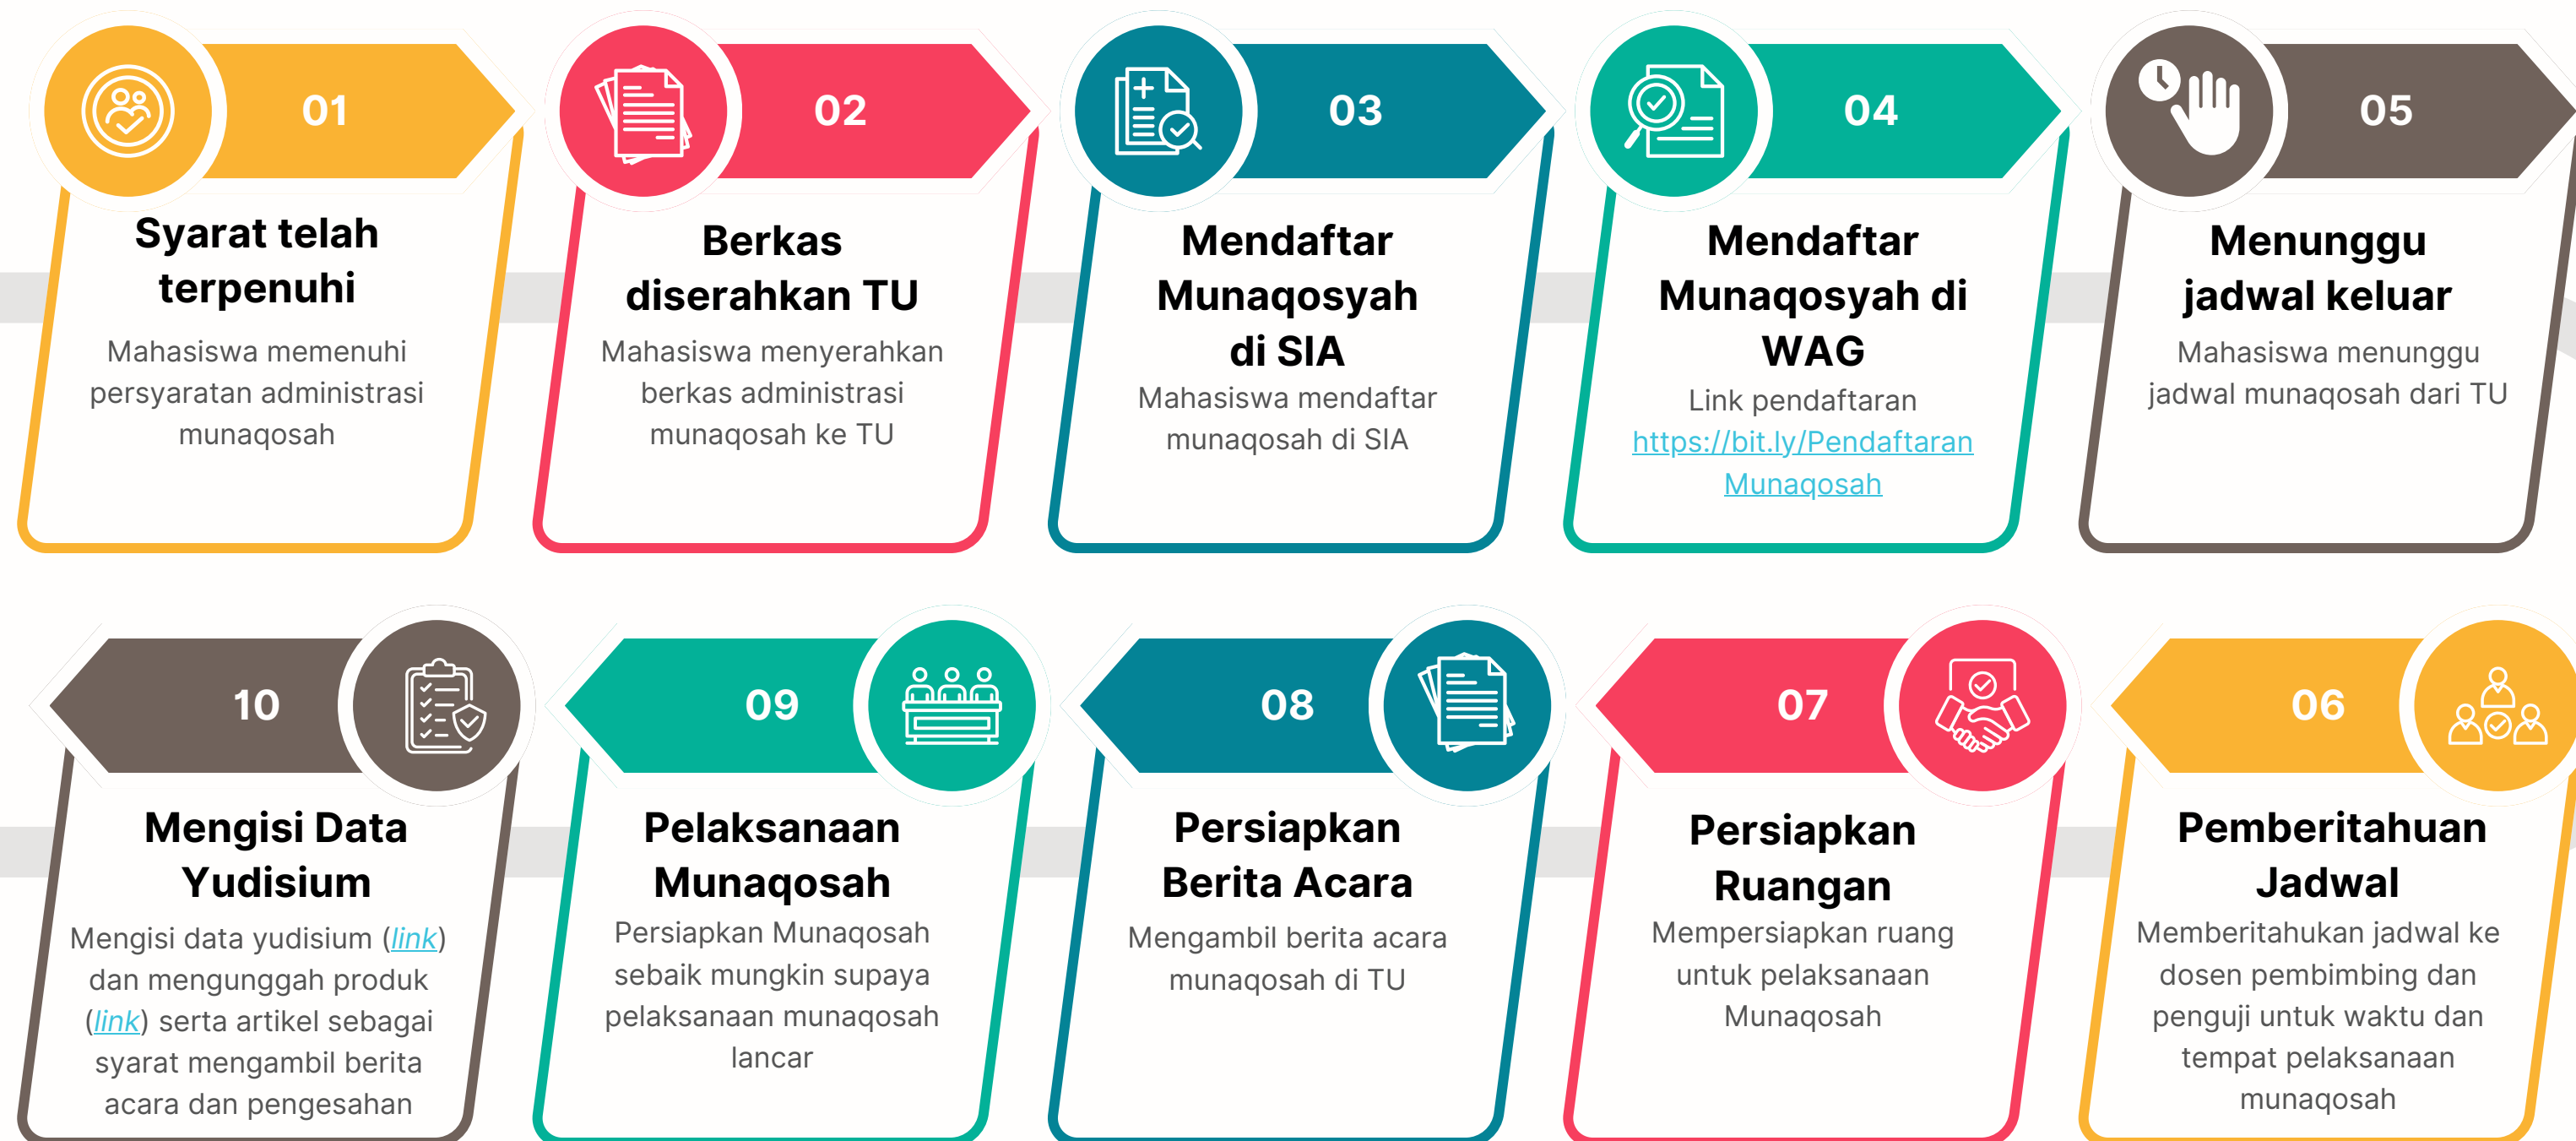 01
Syarat telah
terpenuhi
Mahasiswa memenuhi
persyaratan administrasi
munaqosah
02
Berkas
diserahkan TU
Mahasiswa menyerahkan
berkas administrasi
munaqosah ke TU
03
Mendaftar
Munaqosyah
di SIA
Mahasiswa mendaftar
munaqosah di SIA
04
Mendaftar
Munaqosyah di
WAG
Link pendaftaran
https://bit.ly/Pendaftaran
Munaqosah
05
Menunggu
jadwal keluar
Mahasiswa menunggu
jadwal munaqosah dari TU
06
Pemberitahuan
Jadwal
Memberitahukan jadwal ke
dosen pembimbing dan
penguji untuk waktu dan
tempat pelaksanaan
munaqosah
07
Persiapkan
Ruangan
Mempersiapkan ruang
untuk pelaksanaan
Munaqosah
08
Persiapkan
Berita Acara
Mengambil berita acara
munaqosah di TU
09
Pelaksanaan
Munaqosah
Persiapkan Munaqosah
sebaik mungkin supaya
pelaksanaan munaqosah
lancar
10
Mengisi Data
Yudisium
Mengisi data yudisium (link)
dan mengunggah produk
(link) serta artikel sebagai
syarat mengambil berita
acara dan pengesahan